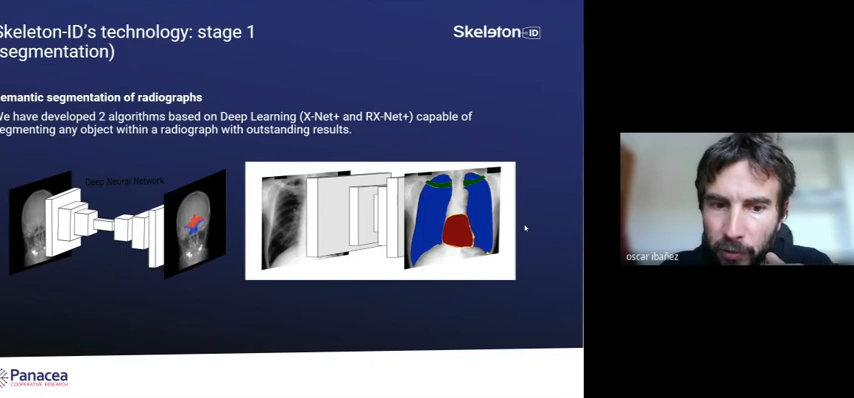 Skeleton-ID's technology: stage 1
(segmentation)
Skeleton-ID
semantic segmentation of radiographs
We have developed 2 algorithms based on Deep Learning (X-Net+ and RX-Net+) capable of
segmenting any object within a radiograph with outstanding results.
Deep Neural Network
oscar ibañez
Panacea
COOPERATIVE RESEARCH